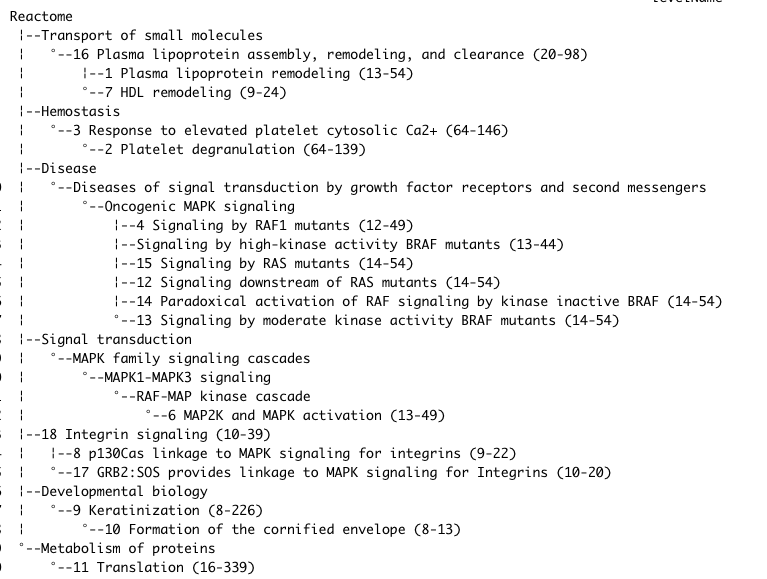 levelName
Reactome
¦--Transport of small molecules
¦   °--16 Plasma lipoprotein assembly, remodeling, and clearance (20-98)
¦       ¦--1 Plasma lipoprotein remodeling (13-54)
¦       °--7 HDL remodeling (9-24)
¦--Hemostasis
¦   °--3 Response to elevated platelet cytosolic Ca2+ (64-146)
¦       °--2 Platelet degranulation (64-139)
¦--Disease
¦   °--Diseases of signal transduction by growth factor receptors and second messengers
¦       °--Oncogenic MAPK signaling
¦           ¦--4 Signaling by RAF1 mutants (12-49)
¦           ¦--Signaling by high-kinase activity BRAF mutants (13-44)
¦           ¦--15 Signaling by RAS mutants (14-54)
¦           ¦--12 Signaling downstream of RAS mutants (14-54)
¦           ¦--14 Paradoxical activation of RAF signaling by kinase inactive BRAF (14-54)
¦           °--13 Signaling by moderate kinase activity BRAF mutants (14-54)
¦--Signal transduction
¦   °--MAPK family signaling cascades
¦       °--MAPK1-MAPK3 signaling
¦           °--RAF-MAP kinase cascade
¦               °--6 MAP2K and MAPK activation (13-49)
¦--18 Integrin signaling (10-39)
¦   ¦--8 p130Cas linkage to MAPK signaling for integrins (9-22)
¦   °--17 GRB2:SOS provides linkage to MAPK signaling for Integrins (10-20)
¦--Developmental biology
¦   °--9 Keratinization (8-226)
¦       °--10 Formation of the cornified envelope (8-13)
°--Metabolism of proteins
    °--11 Translation (16-339)